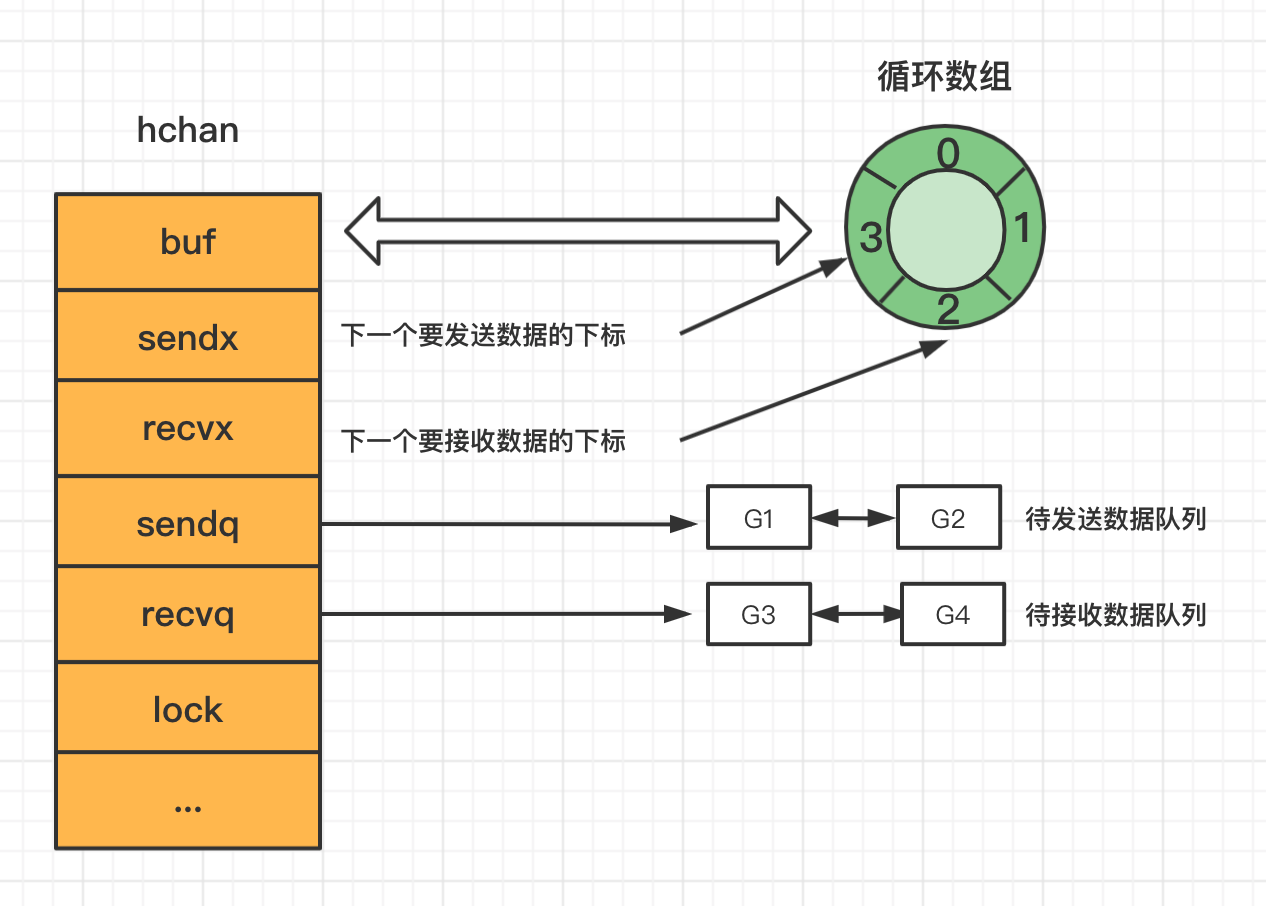 循环数组
hchan
0
buf
3
1
2
sendx
下一个要发送数据的下标
recvx
下一个要接收数据的下标
sendq
G1
G2
待发送数据队列
recvq
G3
G4
待接收数据队列
lock
...